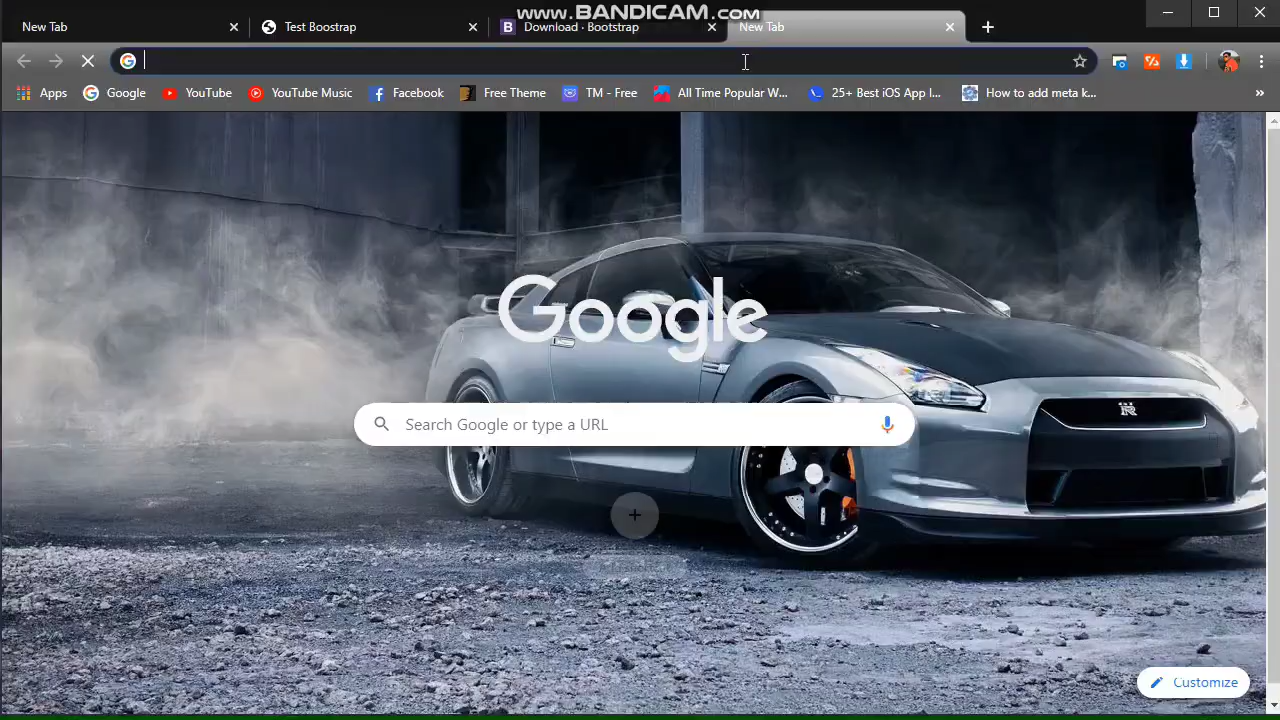 www.BANDICAM.com
New Tab
Test Boostrap
Download · Bootstrap
New Tab
Apps
Google
YouTube
YouTube Music
Facebook
Free Theme
TM - Free
All Time Popular W...
25+ Best iOS App I...
How to add meta k...
»
Google
Search Google or type a URL
Customize